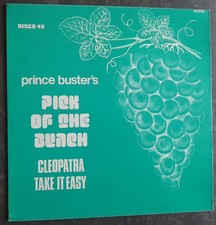 DISCO 45
prince buster's
PICK
OF THE
BUNCH
CLEOPATRA
TAKE IT EASY